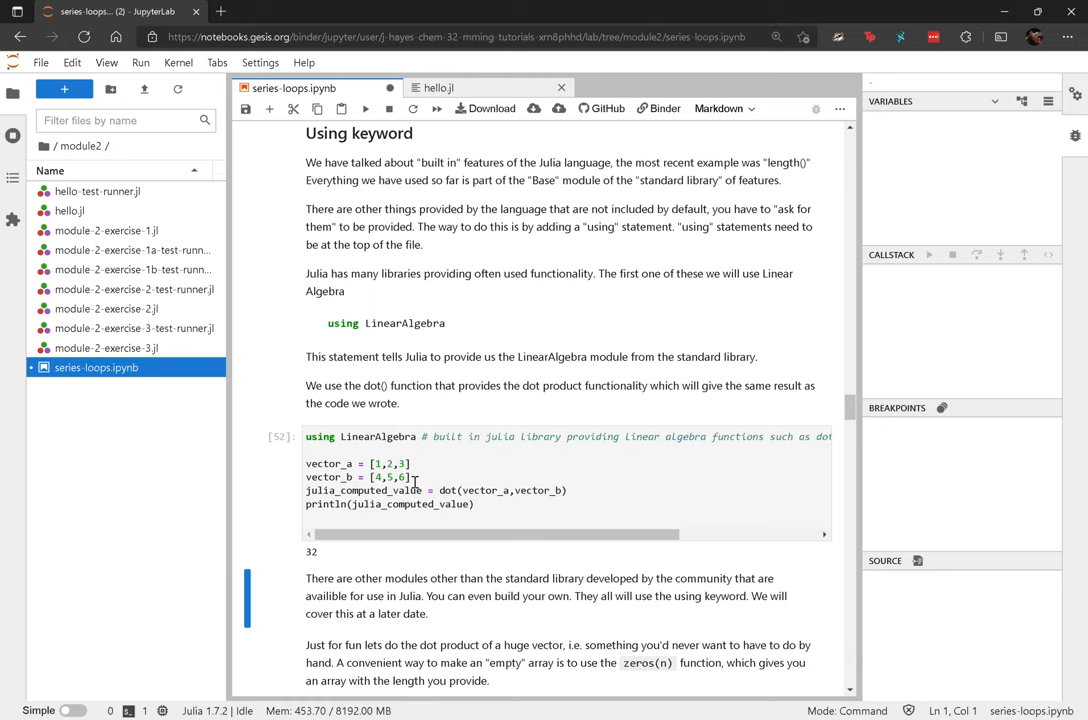 series-loops... (2) - JupyterLab
https://notebooks.gesis.org/binder/jupyter/user/j-hayes-chem-32-mming-tutorials-xrn8phhd/lab/tree/module2/series-loops.ipynb
File Edit View Run Kernel Tabs Settings Help
Filter files by name
/ module2 /
Name
hello-test-runner.jl
hello.jl
module-2-exercise-1.jl
module-2-exercise-1a-test-runn...
module-2-exercise-1b-test-runn...
module-2-exercise-2-test-runner.jl
module-2-exercise-2.jl
module-2-exercise-3-test-runner.jl
module-2-exercise-3.jl
series-loops.ipynb
series-loops.ipynb hello.jl
Download GitHub Binder Markdown
Using keyword
We have talked about "built in" features of the Julia language, the most recent example was "length()"
Everything we have used so far is part of the "Base" module of the "standard library" of features.
There are other things provided by the language that are not included by default, you have to "ask for
them" to be provided. The way to do this is by adding a "using" statement. "using" statements need to
be at the top of the file.
Julia has many libraries providing often used functionality. The first one of these we will use Linear
Algebra
using LinearAlgebra
This statement tells Julia to provide us the LinearAlgebra module from the standard library.
We use the dot() function that provides the dot product functionality which will give the same result as
the code we wrote.
[52]:
using LinearAlgebra # built in julia library providing linear algebra functions such as dot
vector_a = [1,2,3]
vector_b = [4,5,6]
julia_computed_value = dot(vector_a,vector_b)
println(julia_computed_value)
32
There are other modules other than the standard library developed by the community that are
availible for use in Julia. You can even build your own. They all will use the using keyword. We will
cover this at a later date.
Just for fun lets do the dot product of a huge vector, i.e. something you'd never want to have to do by
hand. A convenient way to make an "empty" array is to use the zeros(n) function, which gives you
an array with the length you provide.
VARIABLES
CALLSTACK
BREAKPOINTS
SOURCE
Simple 0 1 Julia 1.7.2 | Idle Mem: 453.70 / 8192.00 MB Mode: Command Ln 1, Col 1 series-loops.ipynb